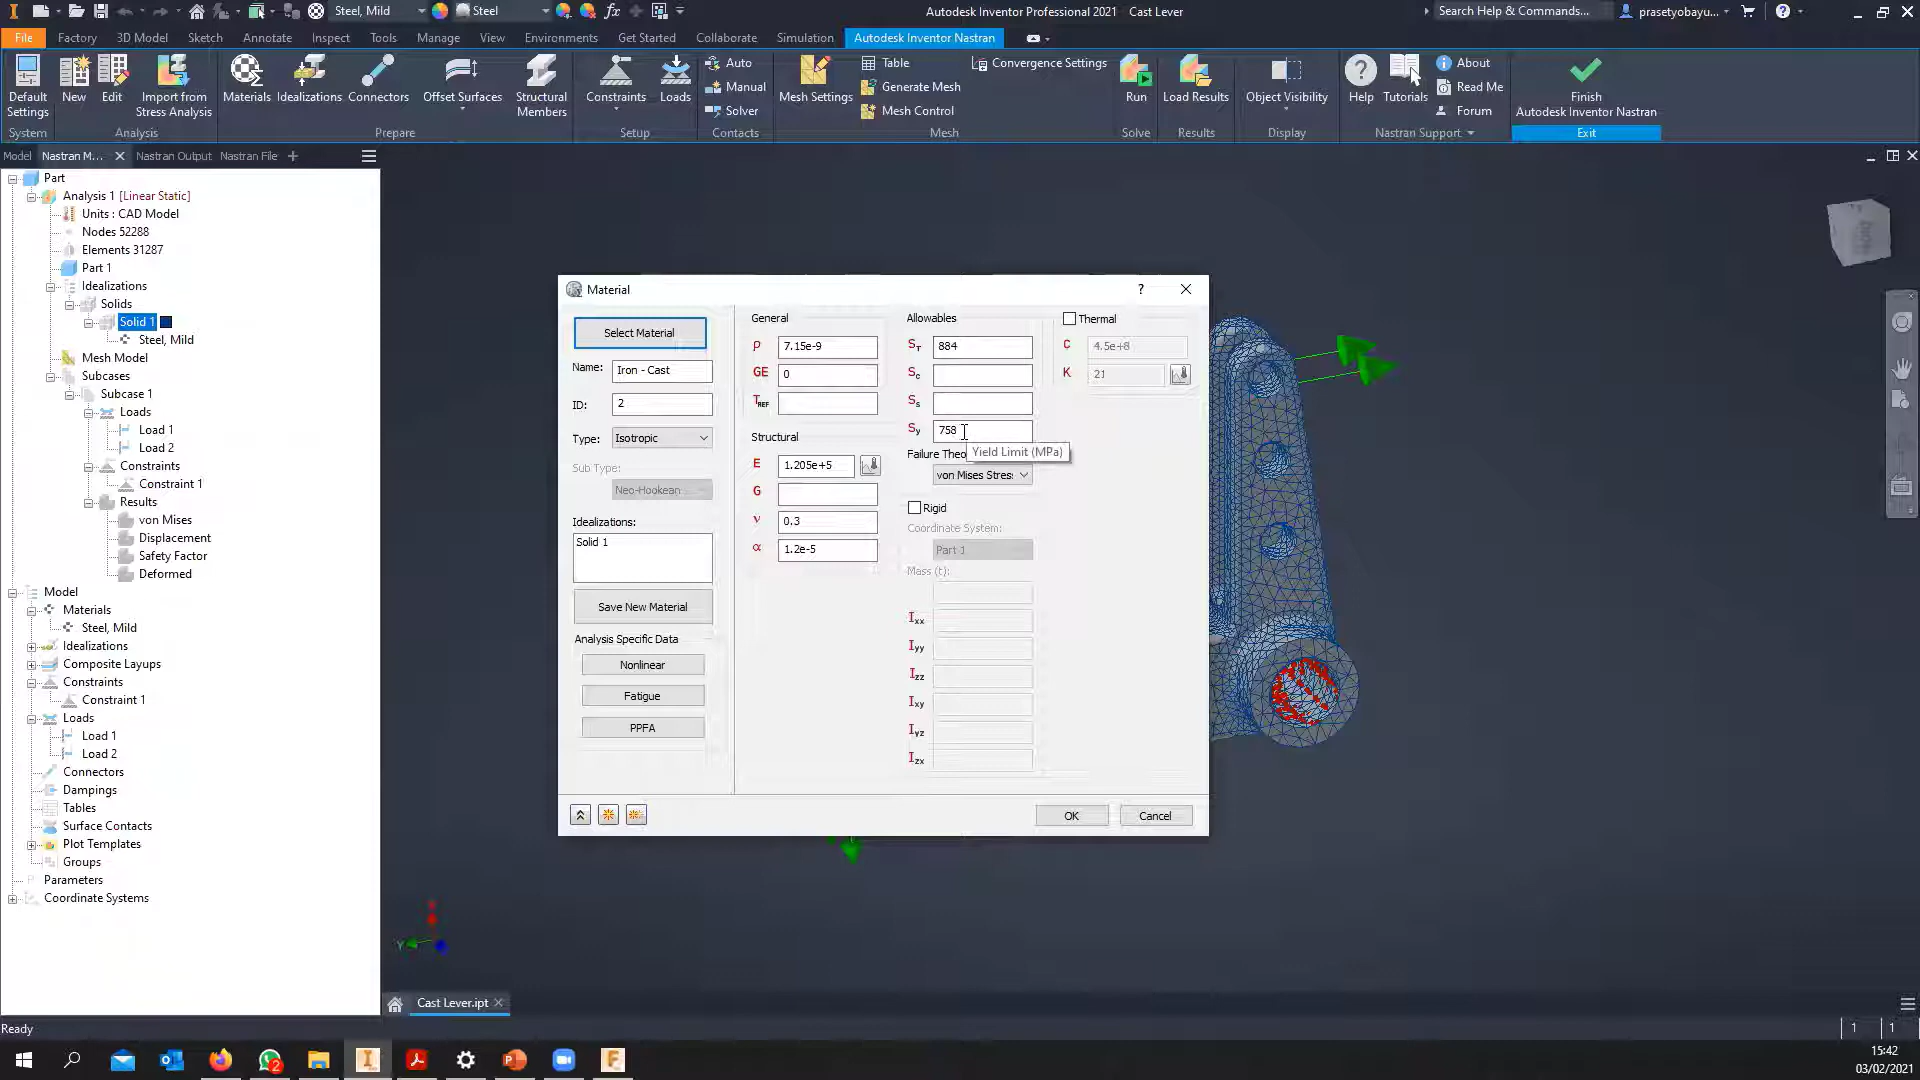 Steel, Mild
Steel
fx
Autodesk Inventor Professional 2021 Cast Lever
Search Help & Commands...
prasetyobayu...
File
Factory
3D Model
Sketch
Annotate
Inspect
Tools
Manage
View
Environments
Get Started
Collaborate
Simulation
Autodesk Inventor Nastran
Default Settings
New
Edit
Import from Stress Analysis
Materials
Idealizations
Connectors
Offset Surfaces
Structural Members
Constraints
Loads
Auto
Manual
Solver
Mesh Settings
Table
Generate Mesh
Mesh Control
Convergence Settings
Run
Load Results
Object Visibility
Help
Tutorials
About
Read Me
Forum
Finish Autodesk Inventor Nastran
System
Analysis
Prepare
Setup
Contacts
Mesh
Solve
Results
Display
Nastran Support
Exit
Model
Nastran M...
Nastran Output
Nastran File
Part
Analysis 1 [Linear Static]
Units : CAD Model
Nodes 52288
Elements 31287
Part 1
Idealizations
Solids
Solid 1
Steel, Mild
Mesh Model
Subcases
Subcase 1
Loads
Load 1
Load 2
Constraints
Constraint 1
Results
von Mises
Displacement
Safety Factor
Deformed
Model
Materials
Steel, Mild
Idealizations
Composite Layups
Constraints
Constraint 1
Loads
Load 1
Load 2
Connectors
Dampings
Tables
Surface Contacts
Plot Templates
Groups
Parameters
Coordinate Systems
Material
?
Select Material
Name: Iron - Cast
ID: 2
Type: Isotropic
Sub Type:
Neo-Hookean
Idealizations:
Solid 1
Save New Material
Analysis Specific Data
Nonlinear
Fatigue
PPFA
General
ρ 7.15e-9
GE 0
TREF
Structural
E 1.205e+5
G
ν 0.3
α 1.2e-5
Allowables
ST 884
Sc
Ss
Sy 758
Yield Limit (MPa)
Failure Theo
von Mises Stres
Rigid
Coordinate System:
Part 1
Mass (t):
Ixx
Iyy
Izz
Ixy
Iyz
Izx
Thermal
C 4.5e+8
K 21
OK
Cancel
Y
Cast Lever.ipt
Ready
1 1
2
15:42
03/02/2021